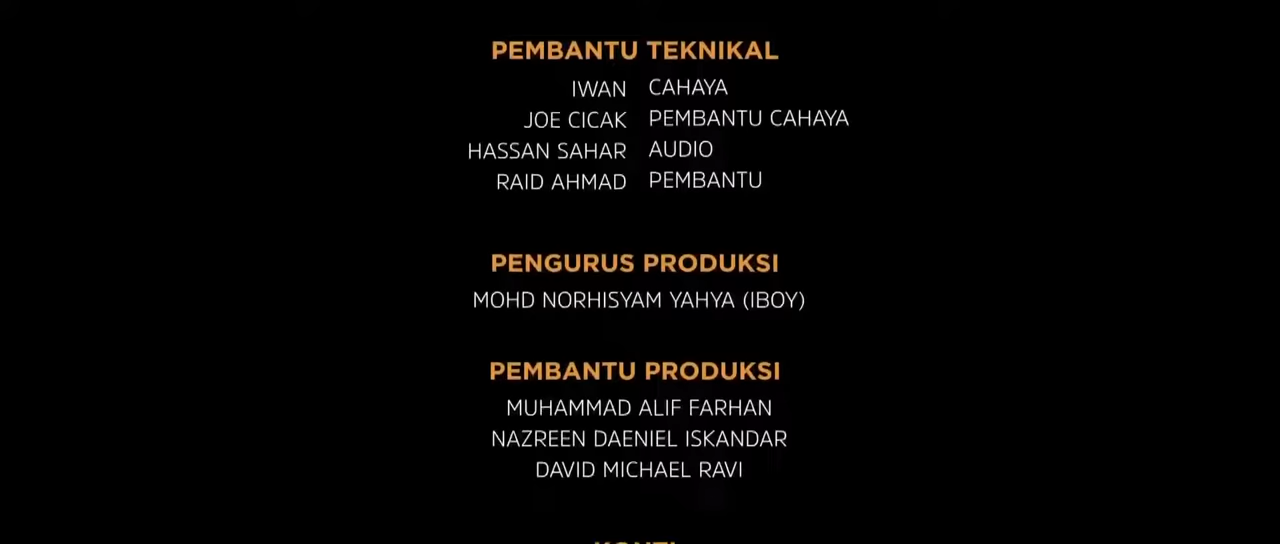 PEMBANTU TEKNIKAL
IWAN CAHAYA
JOE CICAK PEMBANTU CAHAYA
HASSAN SAHAR AUDIO
RAID AHMAD PEMBANTU
PENGURUS PRODUKSI
MOHD NORHISYAM YAHYA (IBOY)
PEMBANTU PRODUKSI
MUHAMMAD ALIF FARHAN
NAZREEN DAENIEL ISKANDAR
DAVID MICHAEL RAVI